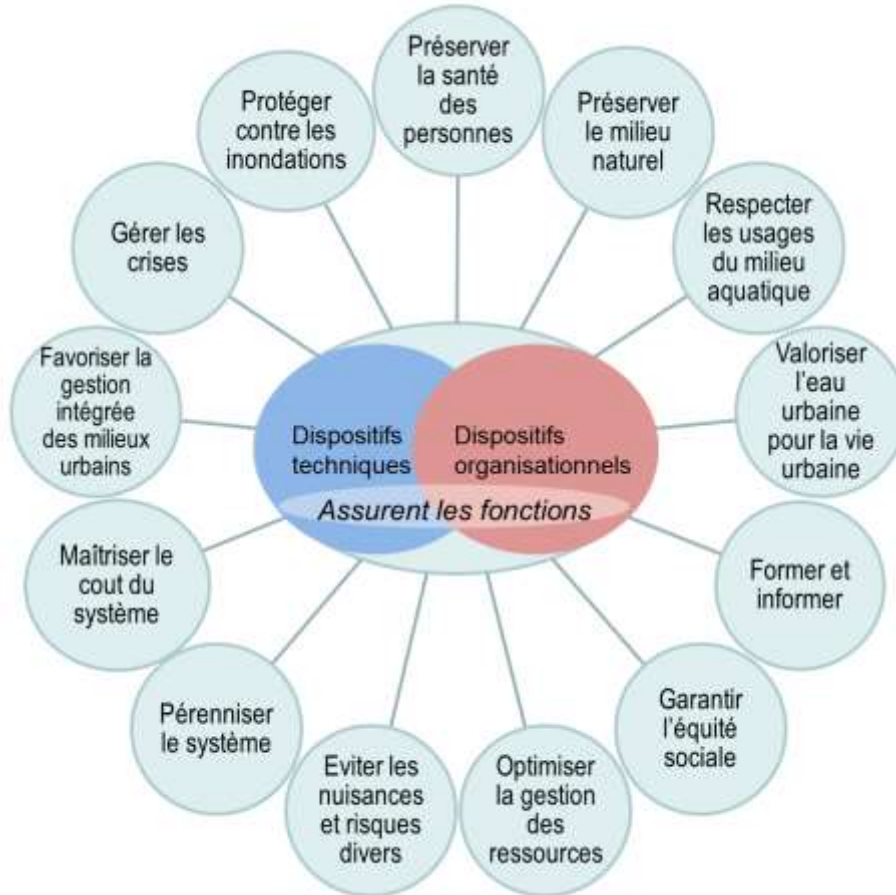 Préserver
la santé
des
personnes
Préserver
le milieu
naturel
Respecter
les usages
du milieu
aquatique
Valoriser
l'eau
urbaine
pour la vie
urbaine
Former et
informer
Garantir
l'équité
sociale
Optimiser
la gestion
des
ressources
Eviter les
nuisances
et risques
divers
Pérenniser
le système
Maîtriser le
cout du
système
Favoriser la
gestion
intégrée
des milieux
urbains
Gérer les
crises
Protéger
contre les
inondations
Dispositifs
techniques
Dispositifs
organisationnels
Assurent les fonctions